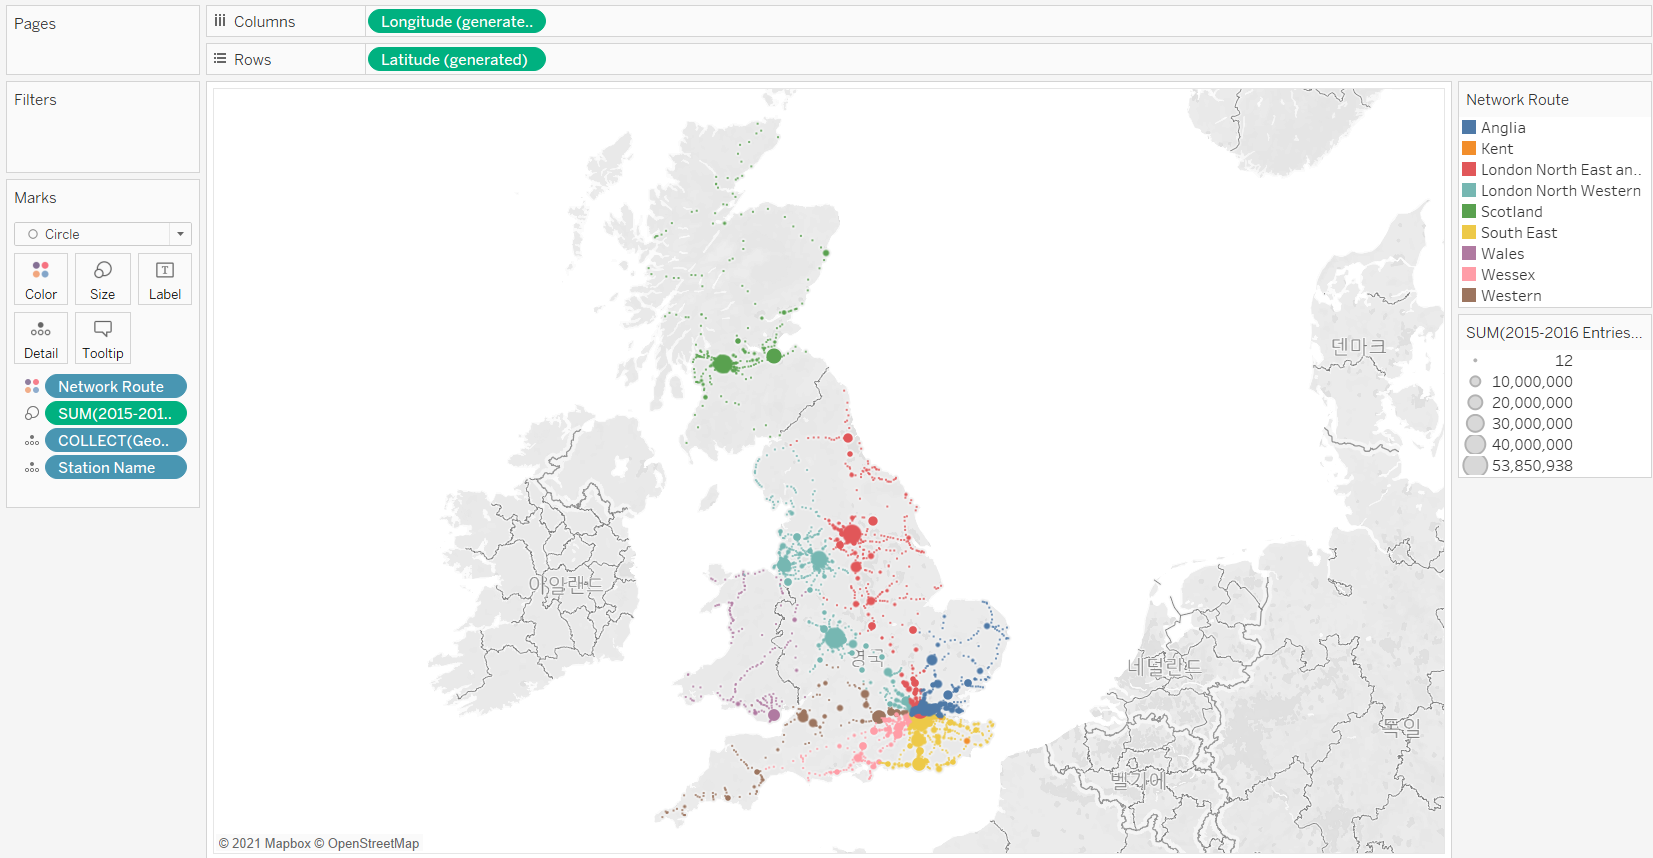 Pages
Columns
Longitude (generate..
Rows
Latitude (generated)
Filters
Marks
Circle
Color
Size
Label
Detail
Tooltip
Network Route
SUM(2015-201..
COLLECT(Geo..
Station Name
덴마크
아일랜드
영국
네덜란드
독일
벨기에
© 2021 Mapbox © OpenStreetMap
Network Route
Anglia
Kent
London North East an..
London North Western
Scotland
South East
Wales
Wessex
Western
SUM(2015-2016 Entries...
12
10,000,000
20,000,000
30,000,000
40,000,000
53,850,938